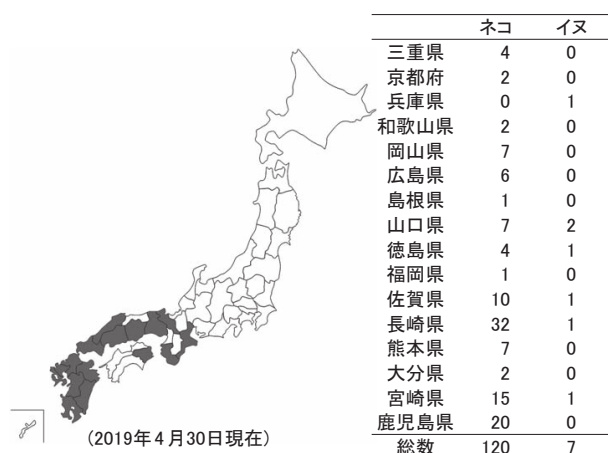 ネコ イヌ
三重県 4 0
京都府 2 0
兵庫県 0 1
和歌山県 2 0
岡山県 7 0
広島県 6 0
島根県 1 0
山口県 7 2
徳島県 4 1
福岡県 1 0
佐賀県 10 1
長崎県 32 1
熊本県 7 0
大分県 2 0
宮崎県 15 1
鹿児島県 20 0
総数 120 7
(2019年4月30日現在)